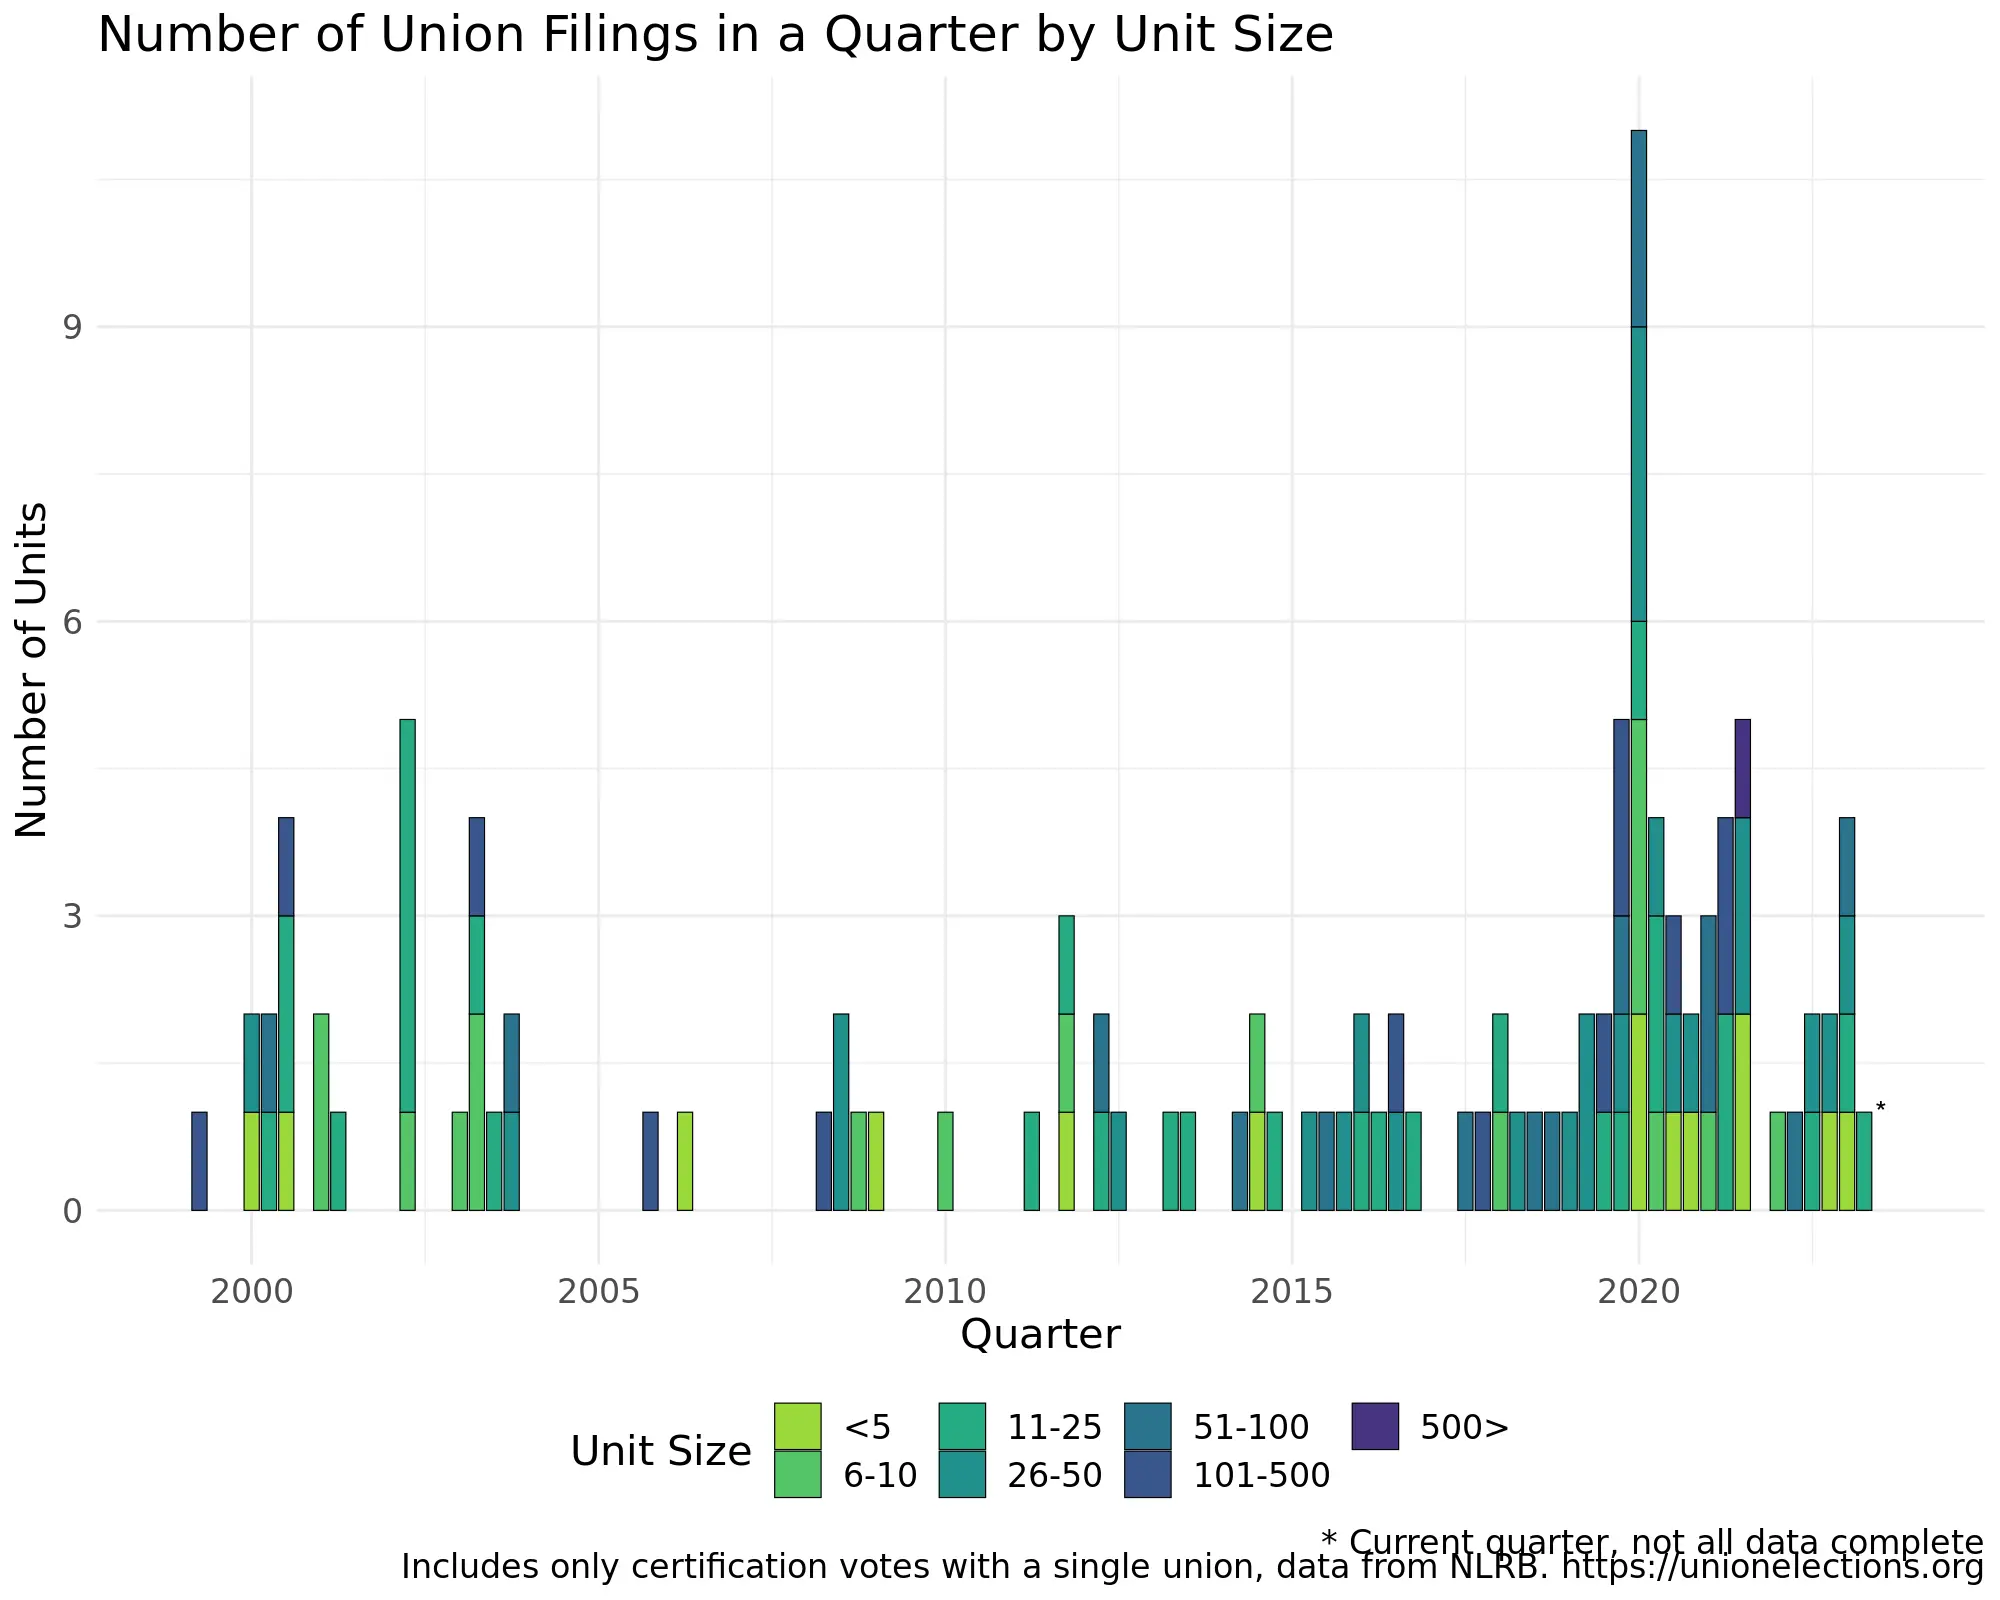 Number of Union Filings in a Quarter by Unit Size
Number of Units
9
6
3
0
*
2000 2005 2010 2015 2020
Quarter
Unit Size
<5 11-25 51-100 500>
6-10 26-50 101-500
* Current quarter, not all data complete
Includes only certification votes with a single union, data from NLRB. https://unionelections.org